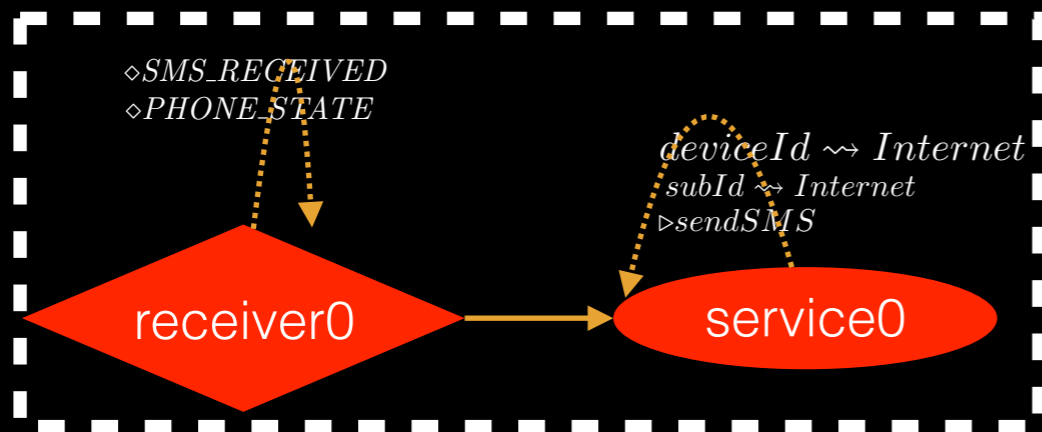 ⋄SMS_RECEIVED
⋄PHONE_STATE
deviceId ⇝ Internet
subId ⇝ Internet
▷sendSMS
receiver0
service0